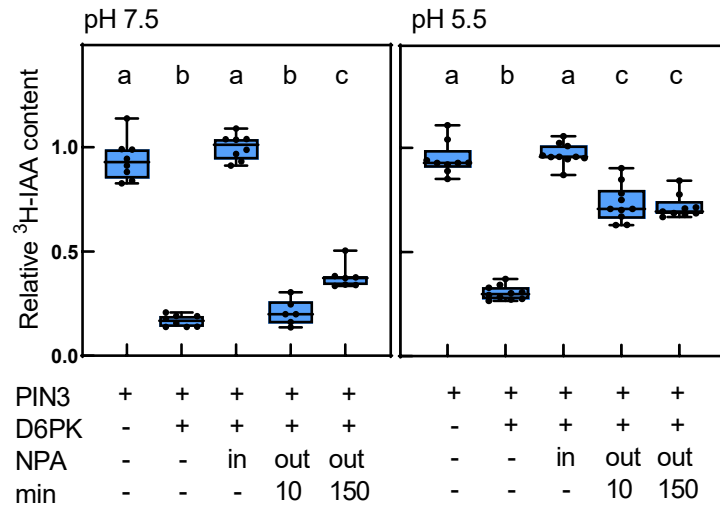 pH 7.5 pH 5.5
a b a b c a b a c c
Relative ³H-IAA content
1.0
0.5
0.0
PIN3 + + + + + + + + + +
D6PK - + + + + - + + + +
NPA - - in out out - - in out out
min - - - 10 150 - - - 10 150